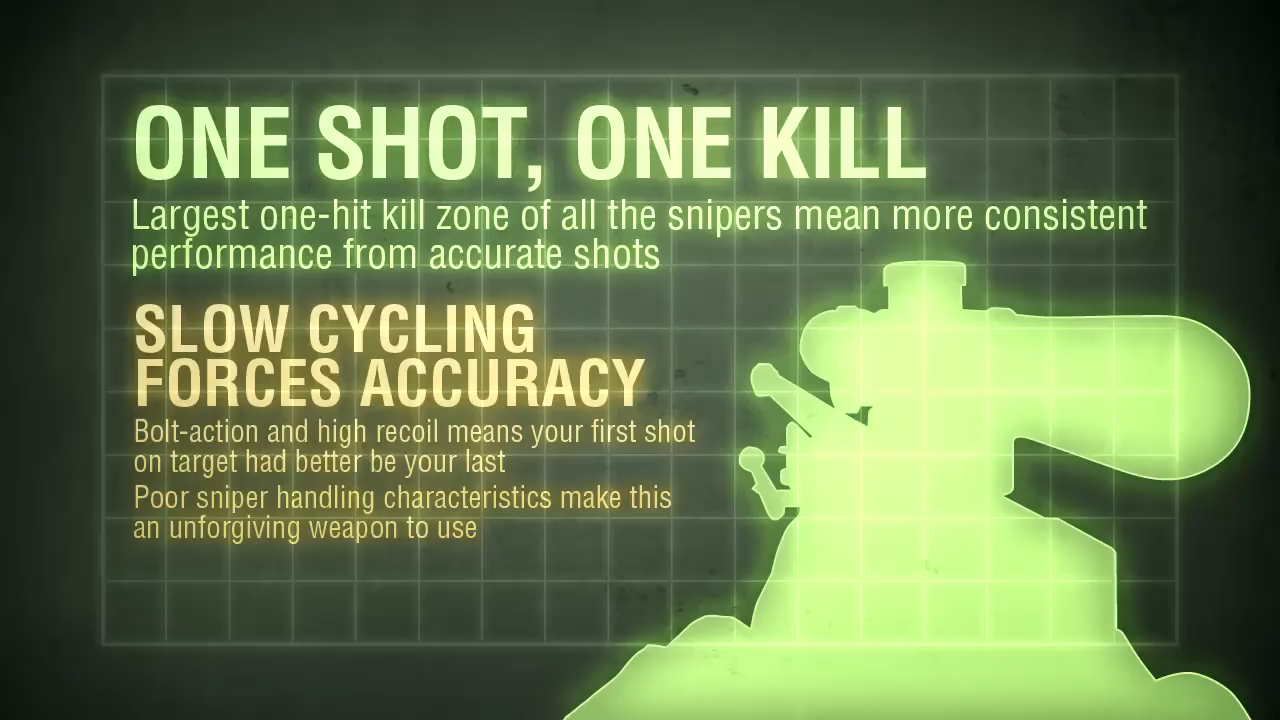 ONE SHOT, ONE KILL
Largest one-hit kill zone of all the snipers mean more consistent
performance from accurate shots
SLOW CYCLING
FORCES ACCURACY
Bolt-action and high recoil means your first shot
on target had better be your last
Poor sniper handling characteristics make this
an unforgiving weapon to use